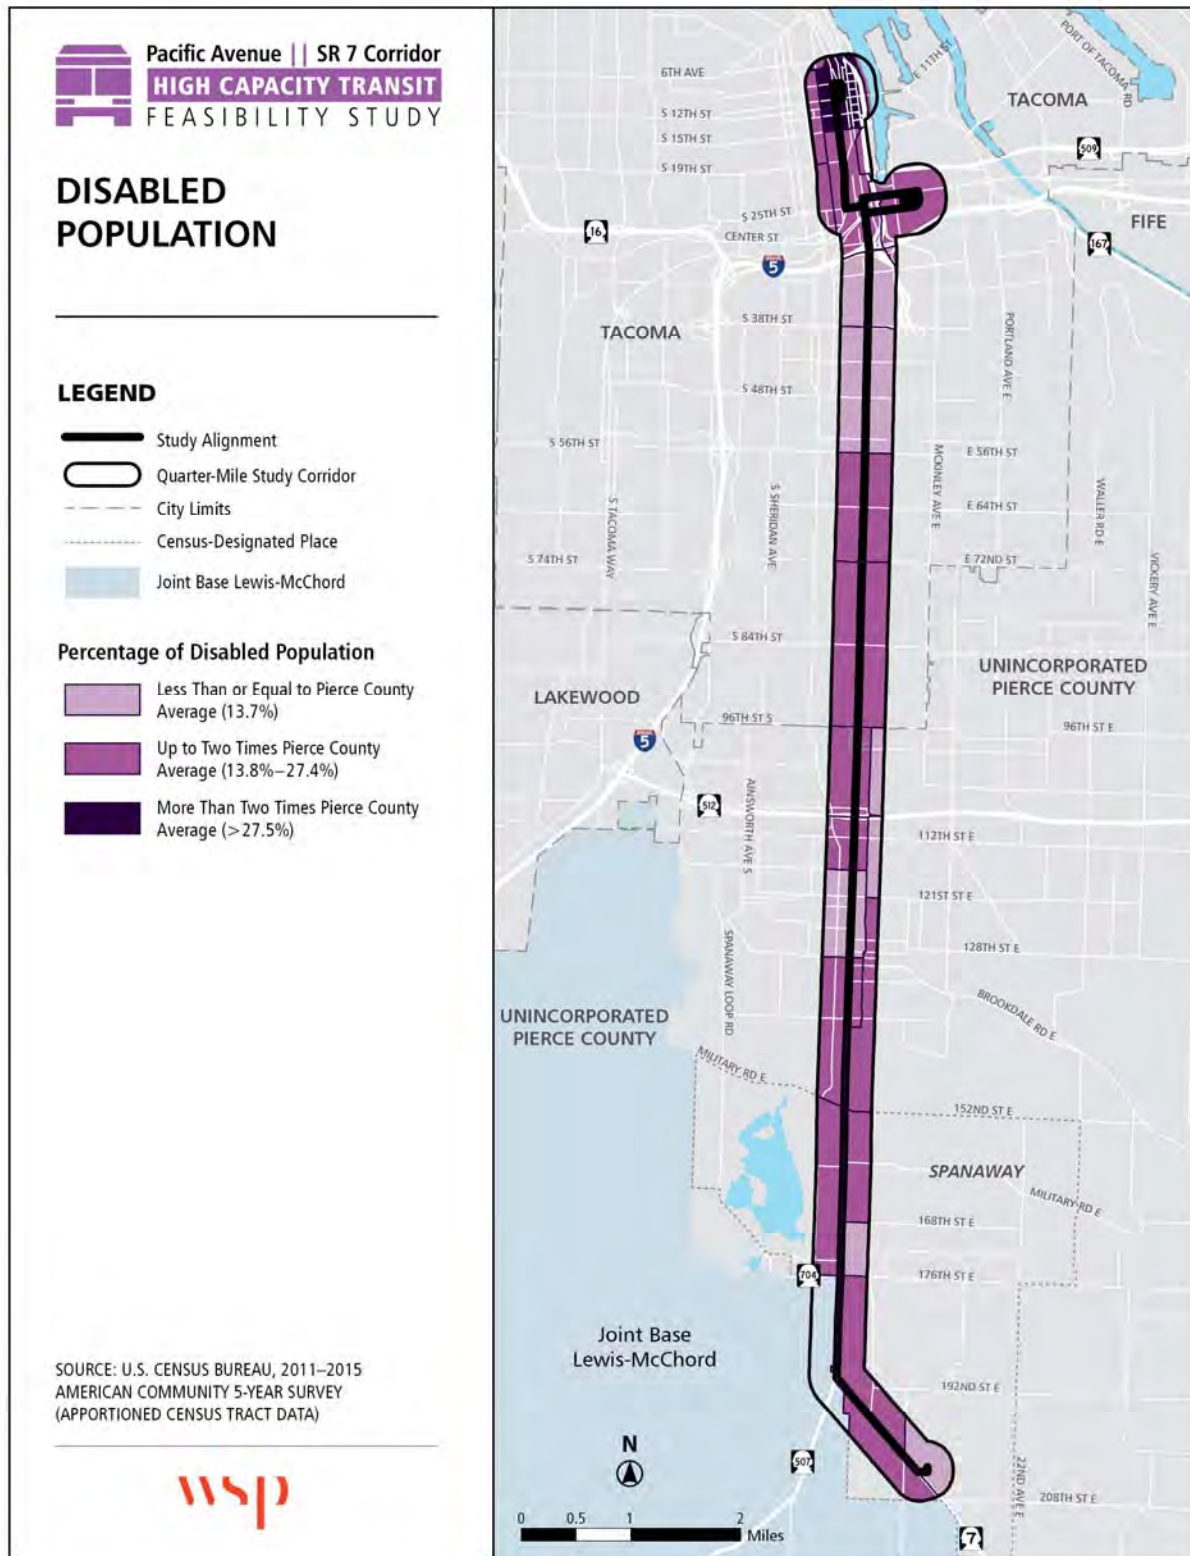 Pacific Avenue || SR 7 Corridor
HIGH CAPACITY TRANSIT
FEASIBILITY STUDY
DISABLED
POPULATION
LEGEND
Study Alignment
Quarter-Mile Study Corridor
City Limits
Census-Designated Place
Joint Base Lewis-McChord
Percentage of Disabled Population
Less Than or Equal to Pierce County
Average (13.7%)
Up to Two Times Pierce County
Average (13.8%–27.4%)
More Than Two Times Pierce County
Average (>27.5%)
SOURCE: U.S. CENSUS BUREAU, 2011–2015
AMERICAN COMMUNITY 5-YEAR SURVEY
(APPORTIONED CENSUS TRACT DATA)
wsp
6TH AVE
E 11TH ST
PORT OF TACOMA RD
TACOMA
S 12TH ST
S 15TH ST
509
S 19TH ST
S 25TH ST
FIFE
16
CENTER ST
167
5
S 38TH ST
TACOMA
PORTLAND AVE E
S 48TH ST
S 56TH ST
E 56TH ST
MCKINLEY AVE E
WALLER RD E
S SHERIDAN AVE
S TACOMA WAY
E 64TH ST
S 74TH ST
E 72ND ST
VICKERY AVE E
S 84TH ST
UNINCORPORATED
PIERCE COUNTY
LAKEWOOD
96TH ST S
96TH ST E
5
512
AINSWORTH AVE S
112TH ST E
121ST ST E
128TH ST E
SPANAWAY LOOP RD
UNINCORPORATED
PIERCE COUNTY
BROOKDALE RD E
MILITARY RD E
152ND ST E
SPANAWAY
MILITARY RD E
168TH ST E
704
176TH ST E
Joint Base
Lewis-McChord
192ND ST E
N
507
22ND AVE E
208TH ST E
0 0.5 1 2
Miles
7